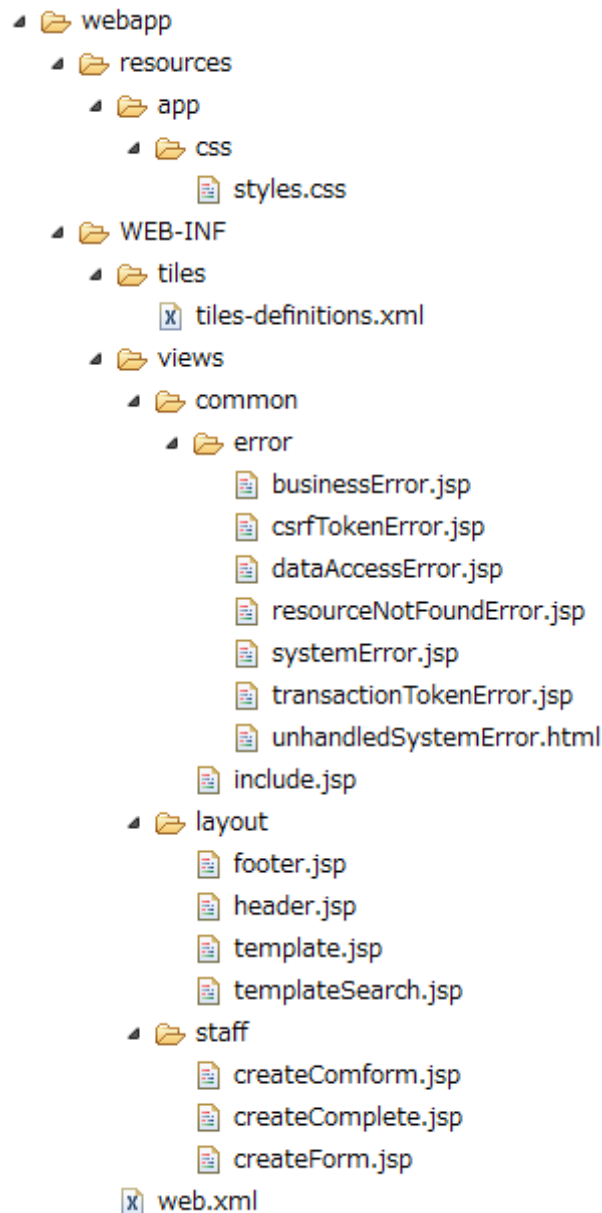 webapp
resources
app
css
styles.css
WEB-INF
tiles
tiles-definitions.xml
views
common
error
businessError.jsp
csrfTokenError.jsp
dataAccessError.jsp
resourceNotFoundError.jsp
systemError.jsp
transactionTokenError.jsp
unhandledSystemError.html
include.jsp
layout
footer.jsp
header.jsp
template.jsp
templateSearch.jsp
staff
createComform.jsp
createComplete.jsp
createForm.jsp
web.xml